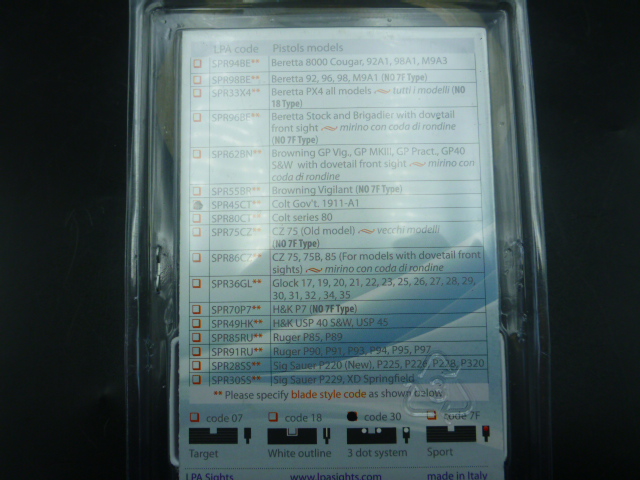 LPA code Pistols models
SPR94BE** Beretta 8000 Cougar, 92A1, 98A1, M9A3
SPR98BE** Beretta 92, 96, 98, M9A1 (NO 7F Type)
SPR33X4** Beretta PX4 all models ~ tutti i modelli (NO
18 Type)
SPR96BE** Beretta Stock and Brigadier with dovetail
front sight ~ mirino con coda di rondine
(NO 7F Type)
SPR62BN** Browning GP Vig., GP MKIII, GP Pract., GP40
S&W with dovetail front sight ~ mirino con
coda di rondine
SPR55BR** Browning Vigilant (NO 7F Type)
SPR45CT** Colt Gov't. 1911-A1
SPR80CT** Colt series 80
SPR75CZ** CZ 75 (Old model) ~ vecchi modelli
(NO 7F Type)
SPR86CZ** CZ 75, 75B, 85 (For models with dovetail front
sights) ~ mirino con coda di rondine
SPR36GL** Glock 17, 19, 20, 21, 22, 23, 25, 26, 27, 28, 29,
30, 31, 32 , 34, 35
SPR70P7** H&K P7 (NO 7F Type)
SPR49HK** H&K USP 40 S&W, USP 45
SPR85RU** Ruger P85, P89
SPR91RU** Ruger P90, P91, P93, P94, P95, P97
SPR28SS** Sig Sauer P220 (New), P225, P226, P228, P320
SPR30SS** Sig Sauer P229, XD Springfield
** Please specify blade style code as shown below
code 07 code 18 code 30 code 7F
Target White outline 3 dot system Sport
LPA Sights www.lpasights.com made in Italy